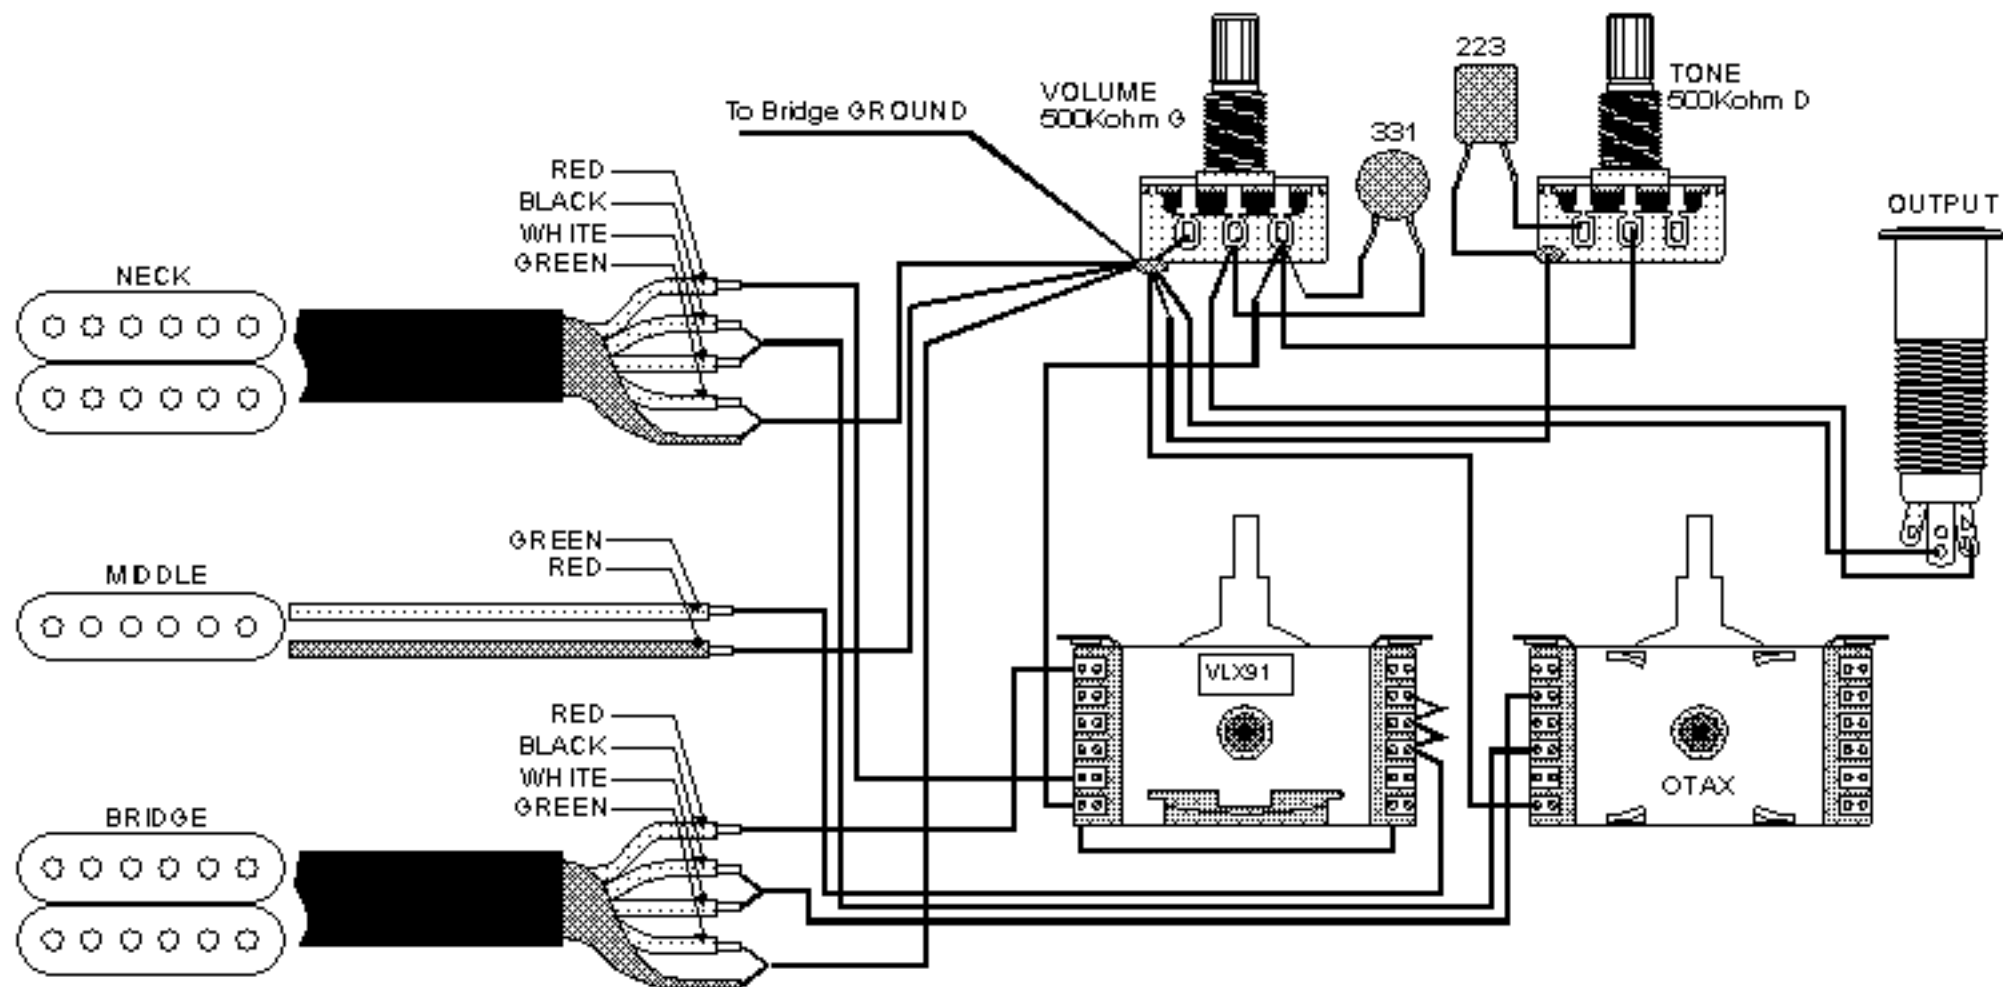 223
TONE
500Kohm D
VOLUME
500Kohm G
To Bridge GROUND
331
RED
BLACK
WHITE
GREEN
OUTPUT
NECK
GREEN
RED
MIDDLE
VLX91
RED
BLACK
WHITE
GREEN
OTAX
BRIDGE